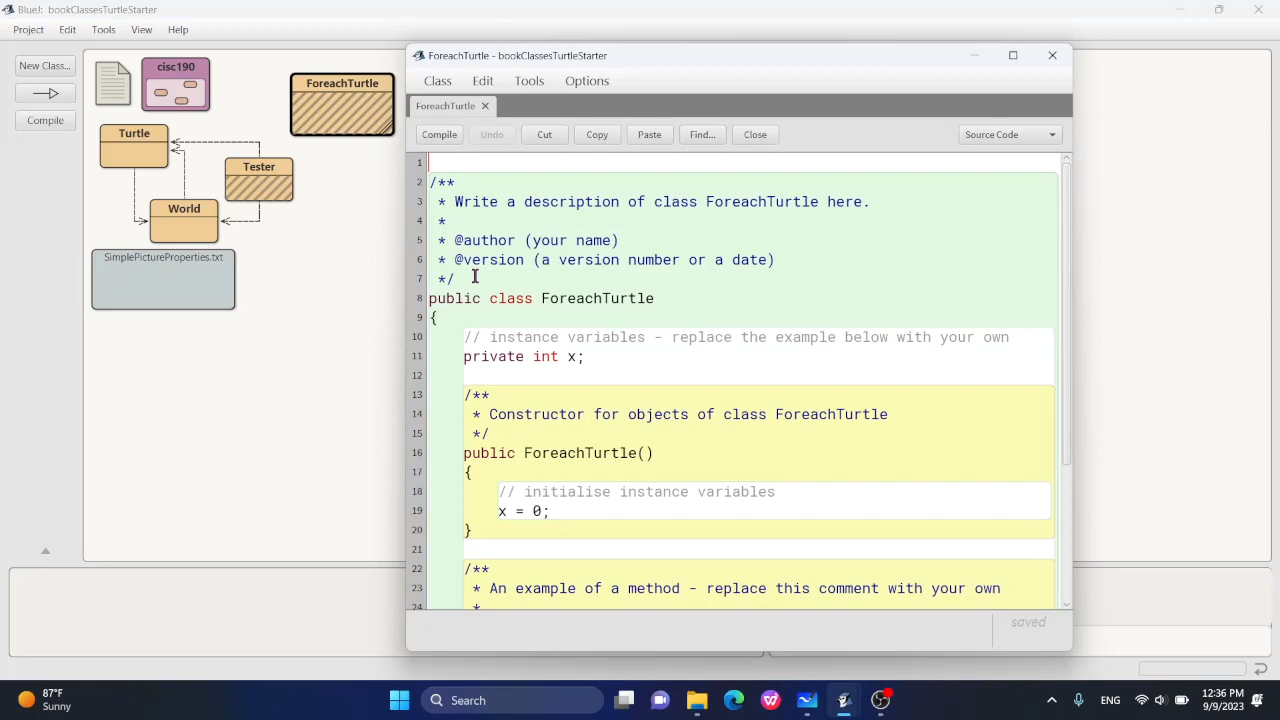 BlueJ: bookClassesTurtleStarter
Project Edit Tools View Help
New Class...
Compile
cisc190
ForeachTurtle
Turtle
Tester
World
SimplePictureProperties.txt
ForeachTurtle - bookClassesTurtleStarter
Class Edit Tools Options
ForeachTurtle
Compile Undo Cut Copy Paste Find... Close Source Code
1
2 /**
3 * Write a description of class ForeachTurtle here.
4 *
5 * @author (your name)
6 * @version (a version number or a date)
7 */
8 public class ForeachTurtle
9 {
10 // instance variables - replace the example below with your own
11 private int x;
12
13 /**
14 * Constructor for objects of class ForeachTurtle
15 */
16 public ForeachTurtle()
17 {
18 // initialise instance variables
19 x = 0;
20 }
21
22 /**
23 * An example of a method - replace this comment with your own
24 *
saved
87°F
Sunny
Search
ENG
12:36 PM
9/9/2023